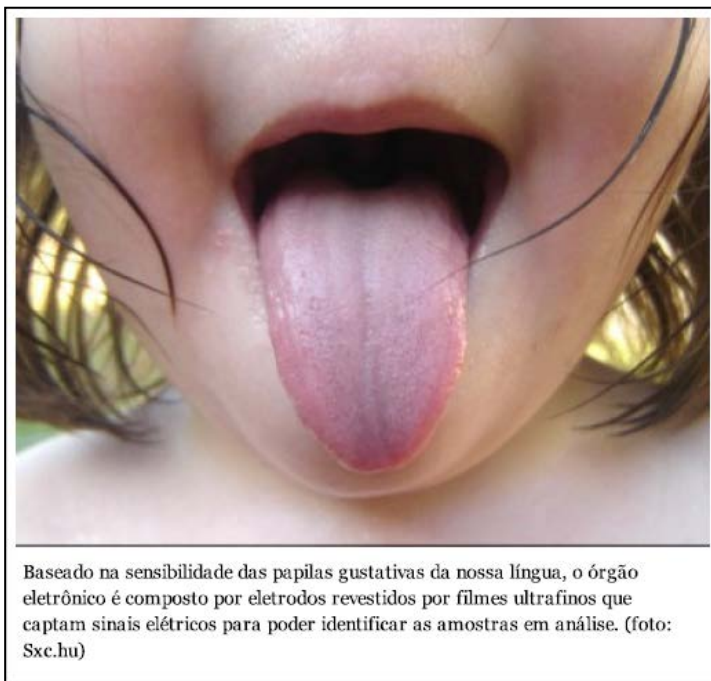 Baseado na sensibilidade das papilas gustativas da nossa língua, o órgão
eletrônico é composto por eletrodos revestidos por filmes ultrafinos que
captam sinais elétricos para poder identificar as amostras em análise. (foto:
Sxc.hu)